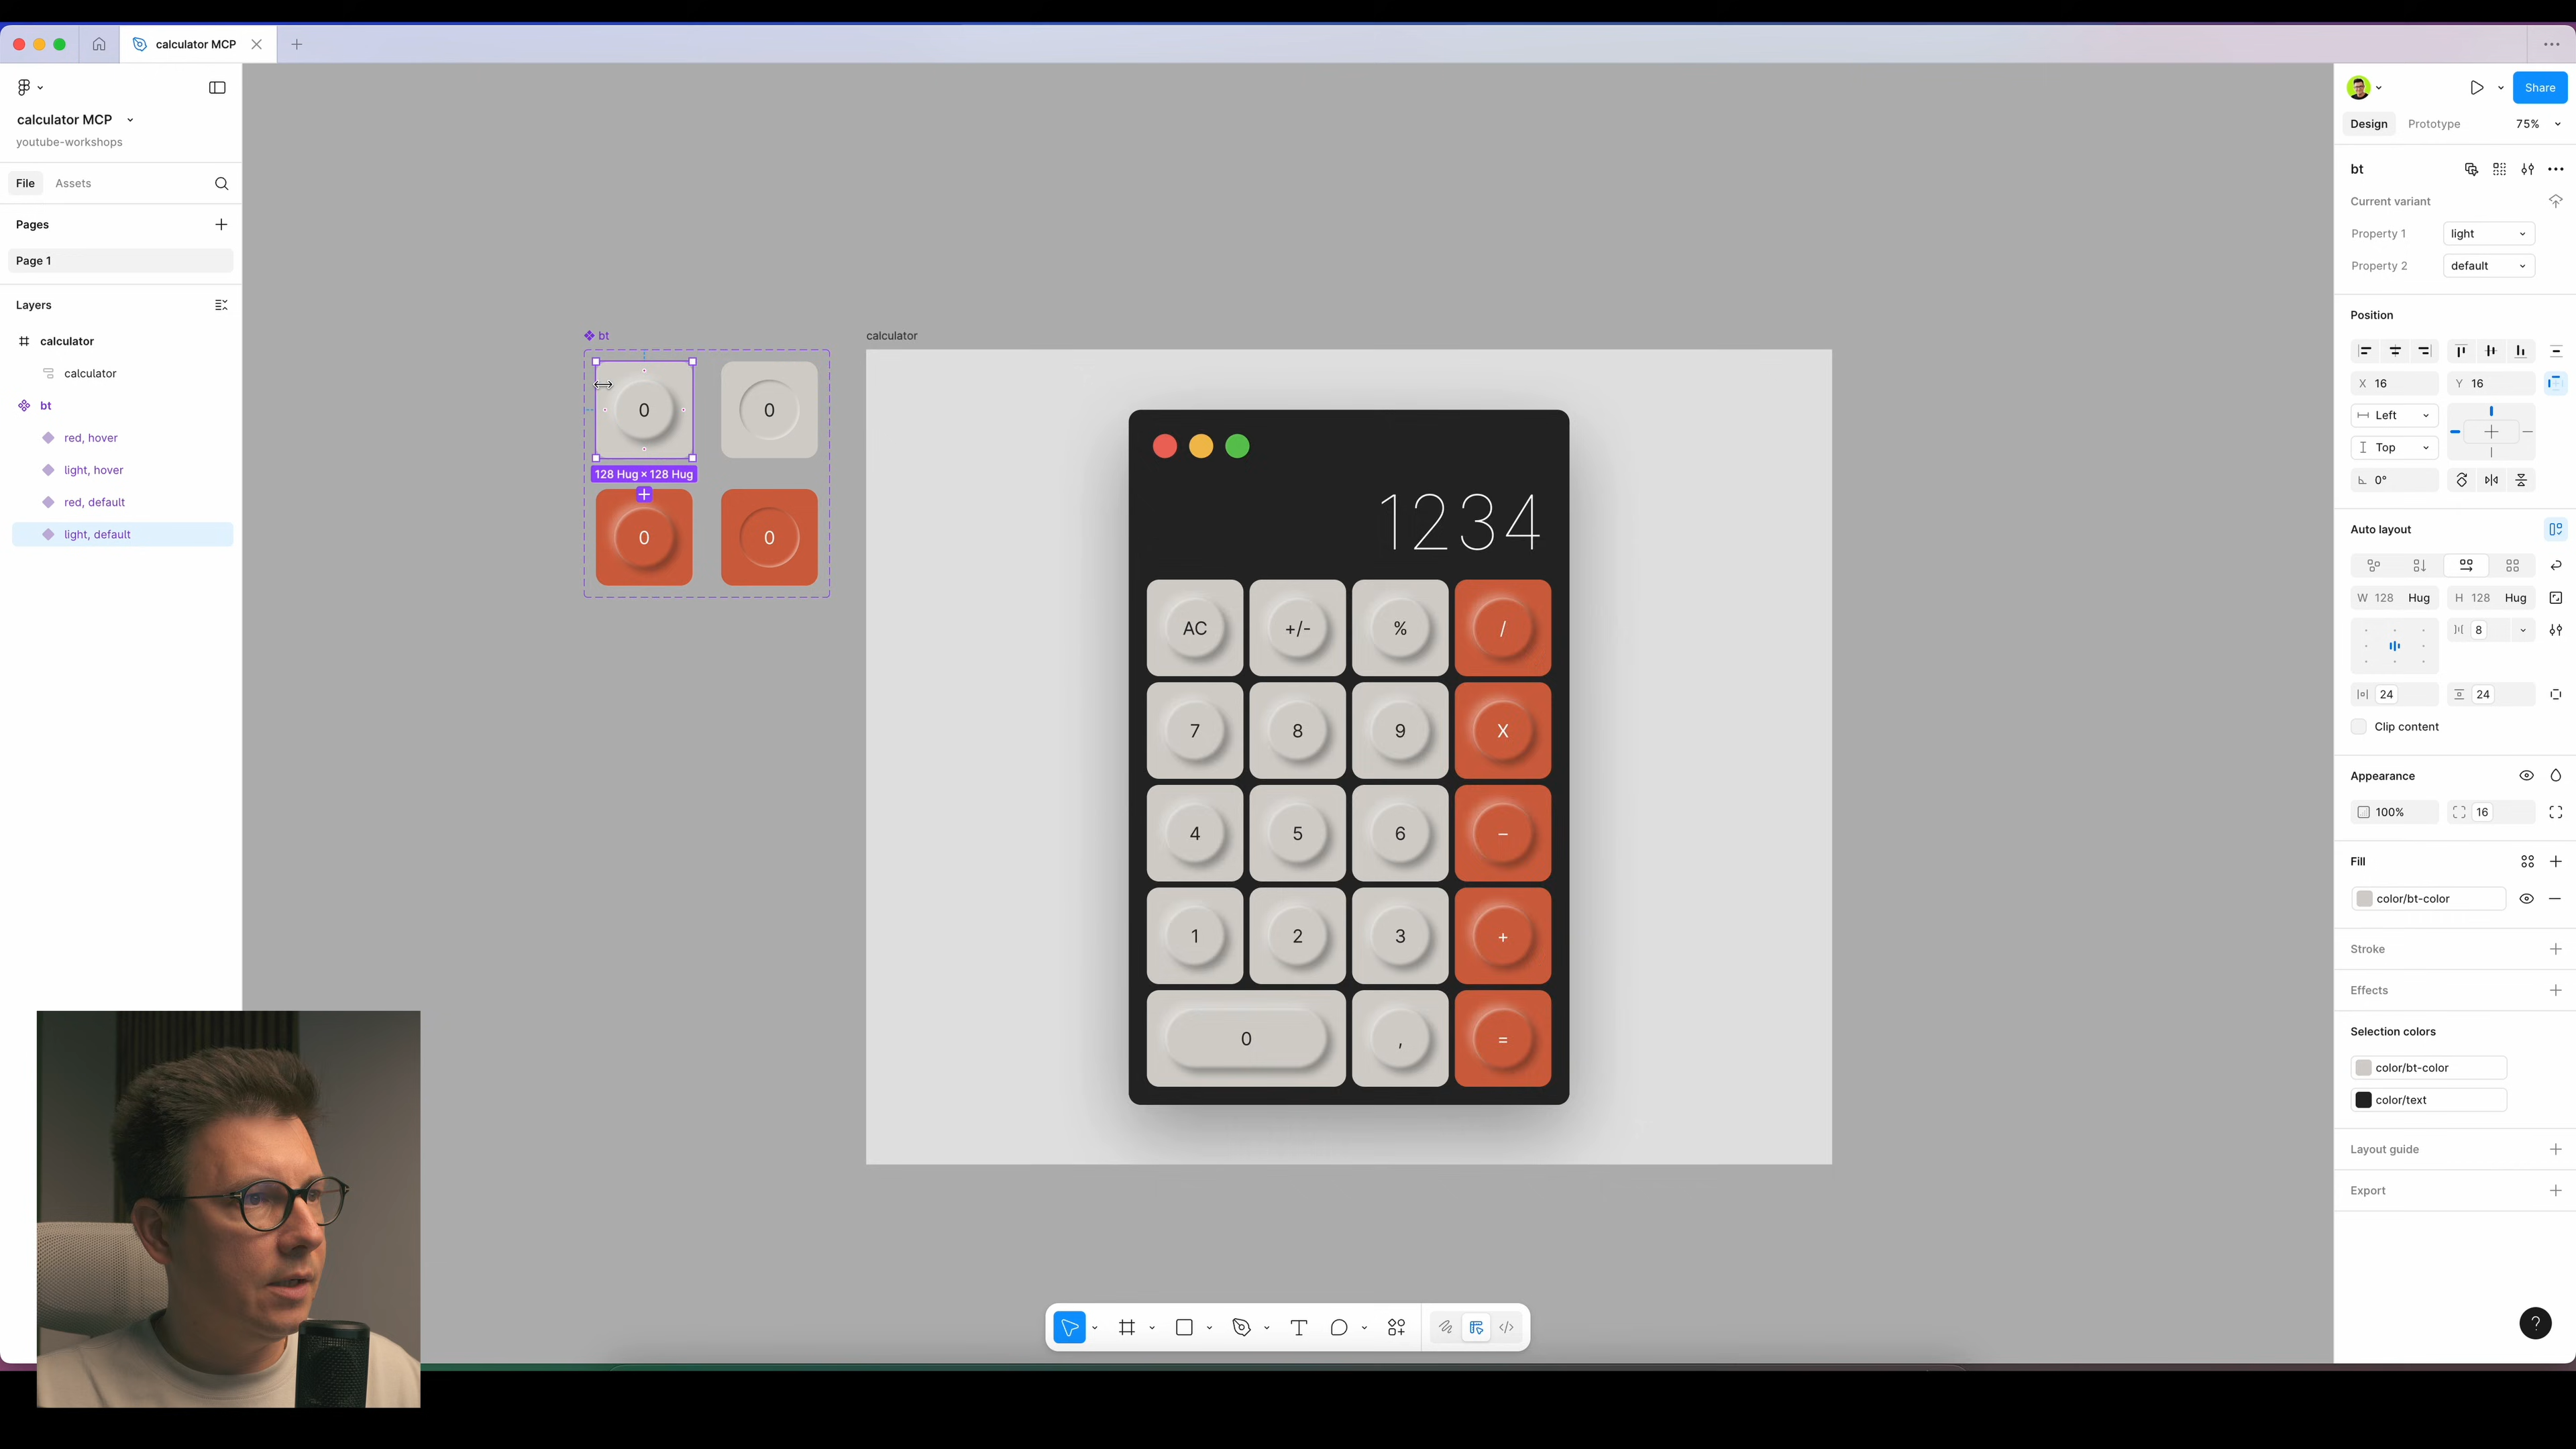 calculator MCP
calculator MCP
youtube-workshops
File
Assets
Pages
Page 1
Layers
calculator
calculator
bt
red, hover
light, hover
red, default
light, default
bt
0
0
128 Hug × 128 Hug
0
0
calculator
1234
AC
+/-
%
/
7
8
9
X
4
5
6
–
1
2
3
+
0
,
=
Share
Design
Prototype
75%
bt
Current variant
Property 1
light
Property 2
default
Position
X 16
Y 16
Left
Top
0°
Auto layout
W 128 Hug
H 128 Hug
8
24
24
Clip content
Appearance
100%
16
Fill
color/bt-color
Stroke
Effects
Selection colors
color/bt-color
color/text
Layout guide
Export
?